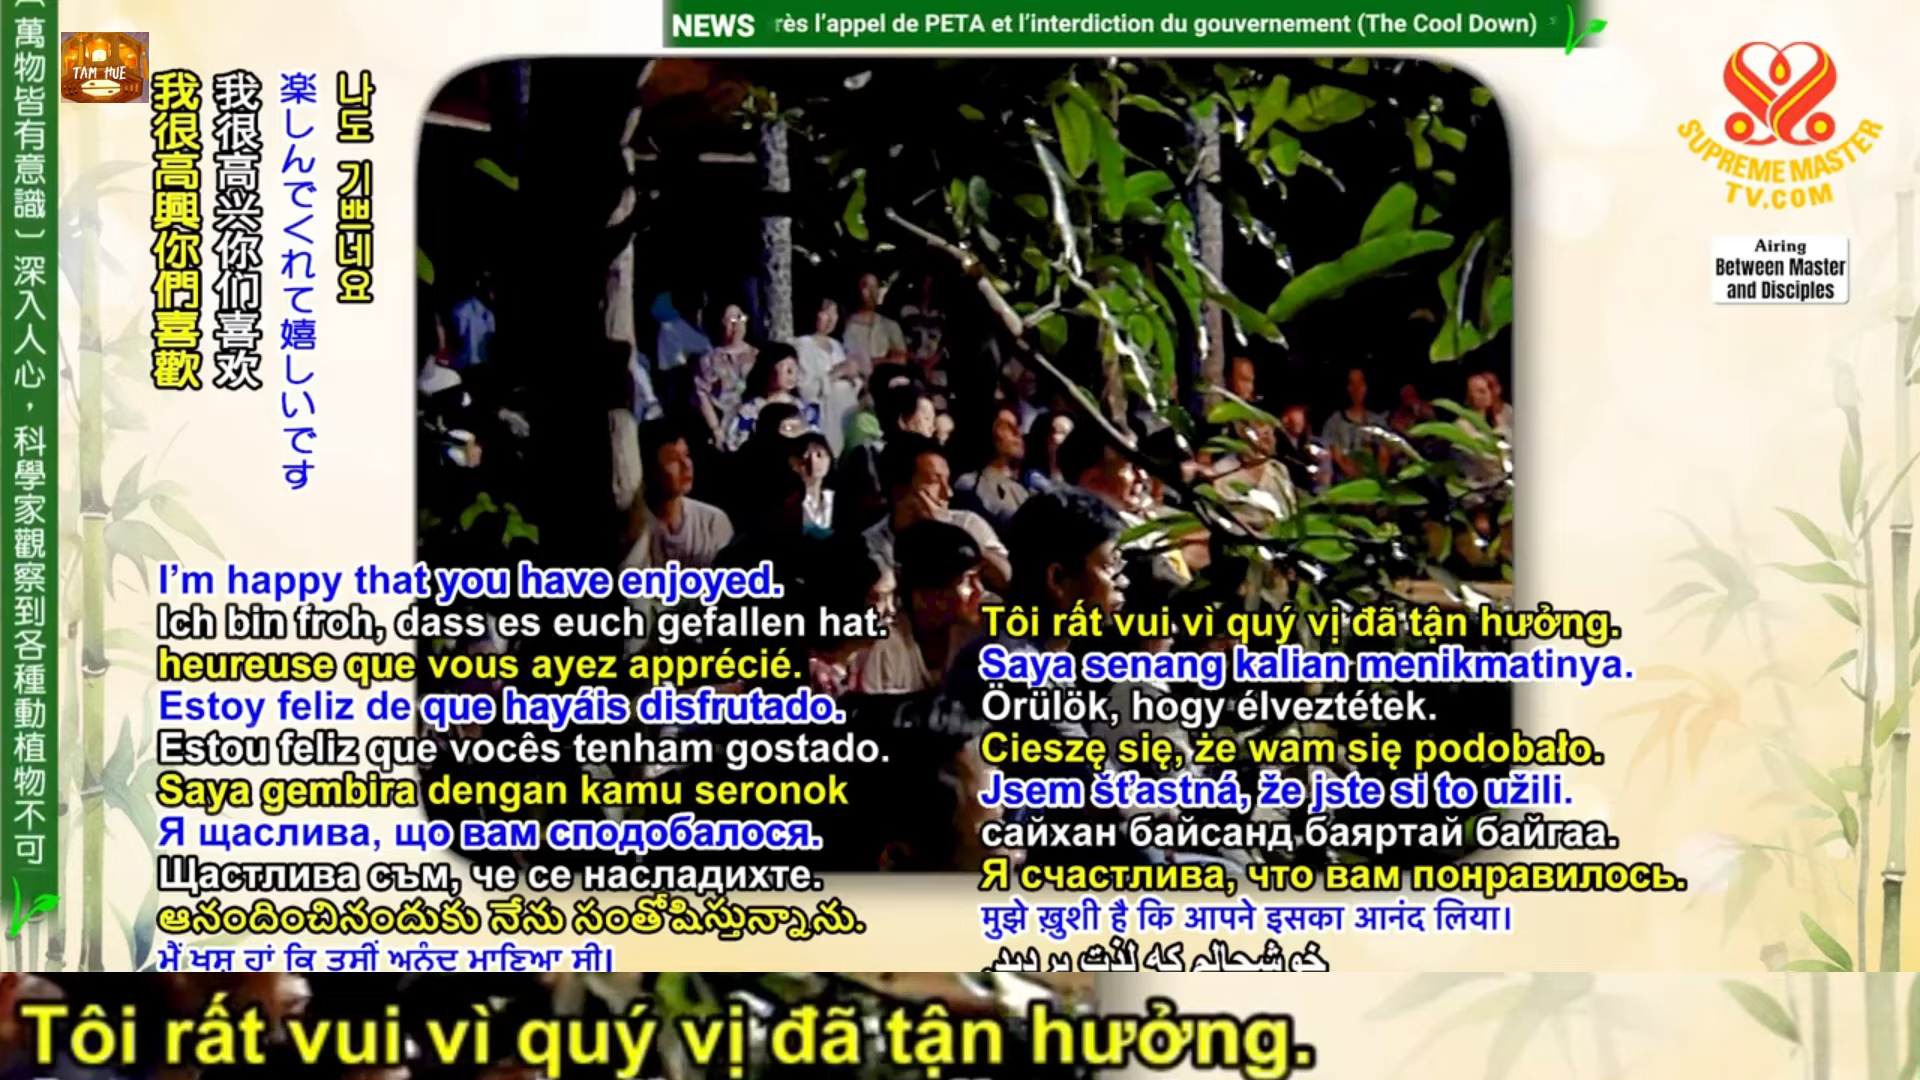 NEWS rès l’appel de PETA et l’interdiction du gouvernement (The Cool Down)
萬物皆有意識〕深入人心，科學家觀察到各種動植物不可
TÂM HUỆ
我很高興你們喜歡
我很高兴你们喜欢
楽しんでくれて嬉しいです
나도 기쁘네요
SUPREME MASTER
TV.COM
Airing
Between Master
and Disciples
I’m happy that you have enjoyed.
Ich bin froh, dass es euch gefallen hat.
heureuse que vous ayez apprécié.
Estoy feliz de que hayáis disfrutado.
Estou feliz que vocês tenham gostado.
Saya gembira dengan kamu seronok
Я щаслива, що вам сподобалося.
Щастлива съм, че се насладихте.
ఆనందించినందుకు నేను సంతోషిస్తున్నాను.
ਮੈਂ ਖੁਸ਼ ਹਾਂ ਕਿ ਤੁਸੀਂ ਅਨੰਦ ਮਾਣਿਆ ਸੀ।
Tôi rất vui vì quý vị đã tận hưởng.
Saya senang kalian menikmatinya.
Örülök, hogy élveztétek.
Cieszę się, że wam się podobało.
Jsem šťastná, že jste si to užili.
сайхан байсанд баяртай байгаа.
Я счастлива, что вам понравилось.
मुझे ख़ुशी है कि आपने इसका आनंद लिया।
خوشحالم که لذت بردید.
Tôi rất vui vì quý vị đã tận hưởng.